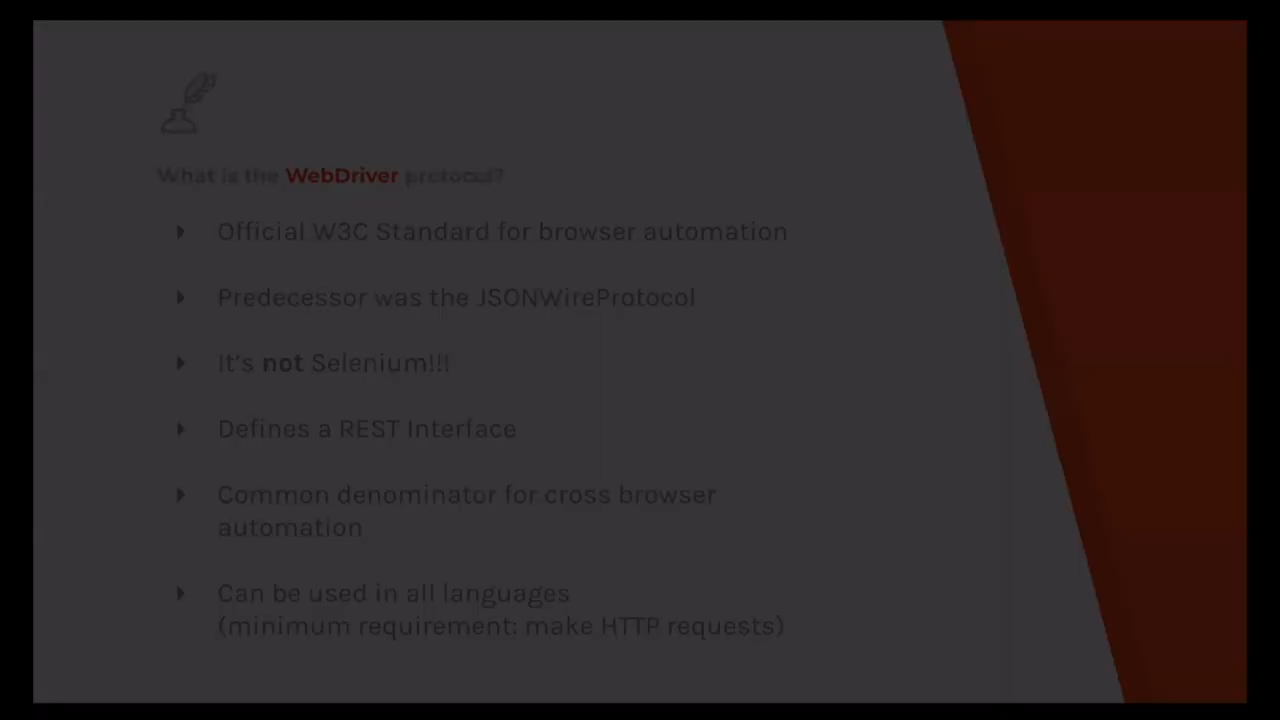 What is the WebDriver protocol?
Official W3C Standard for browser automation
Predecessor was the JSONWireProtocol
It's not Selenium!!!
Defines a REST Interface
Common denominator for cross browser
automation
Can be used in all languages
(minimum requirement: make HTTP requests)